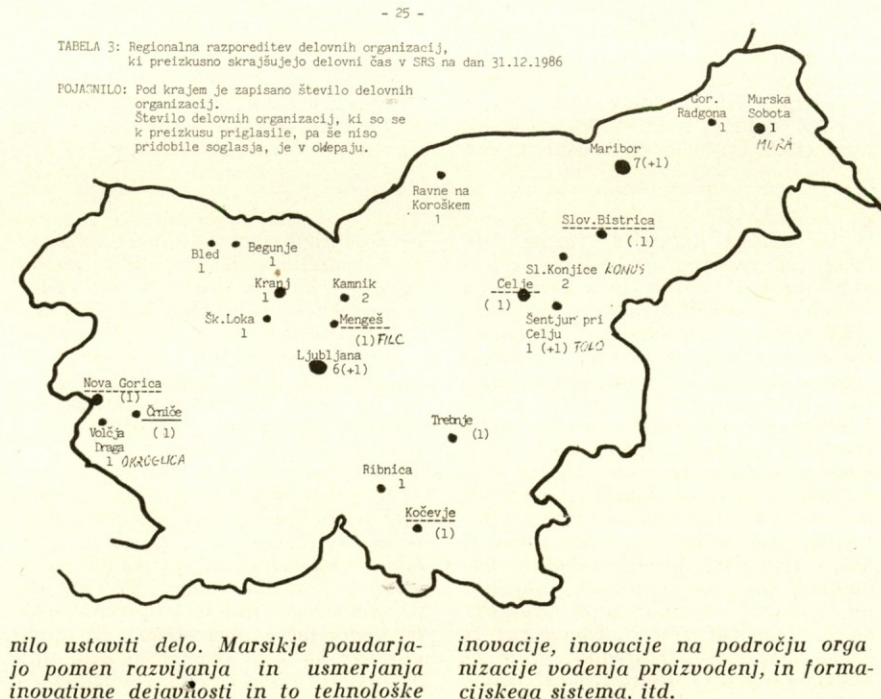 - 25 -
TABELA 3: Regionalna razporeditev delovnih organizacij,
ki preizkusno skrajšujejo delovni čas v SRS na dan 31.12.1986
POJASNILO: Pod krajem je zapisano število delovnih
organizacij.
Število delovnih organizacij, ki so se
k preizkusu priglasile, pa še niso
pridobile soglasja, je v oklepaju.
Gor.
Radgona
1
Murska
Sobota
1
MURA
Maribor
7(+1)
Ravne na
Koroškem
1
Slov.Bistrica
(1)
Bled
1
Begunje
1
Sl.Konjice KONUS
2
Kranj
1
Kamnik
2
Celje
(1)
Šk.Loka
1
Mengeš
(1) FILC
Šentjur pri
Celju
1 (+1) TOLO
Ljubljana
6(+1)
Nova Gorica
(1)
Črniče
(1)
Volčja
Draga
1 OKROGLICA
Trebnje
(1)
Ribnica
1
Kočevje
(1)
nilo ustaviti delo. Marsikje poudarja-
jo pomen razvijanja in usmerjanja
inovativne dejavnosti in to tehnološke
inovacije, inovacije na področju orga
nizacije vodenja proizvodenj, in forma-
cijskega sistema, itd.